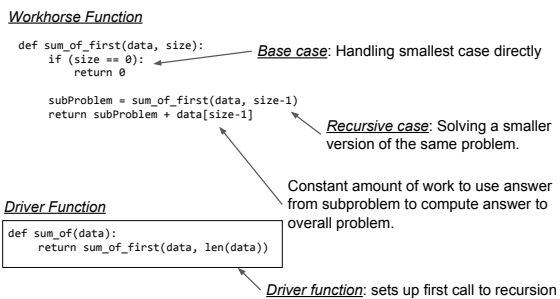 Workhorse Function
def sum_of_first(data, size):
    if (size == 0):
        return 0
    subProblem = sum_of_first(data, size-1)
    return subProblem + data[size-1]
Base case: Handling smallest case directly
Recursive case: Solving a smaller
version of the same problem.
Constant amount of work to use answer
from subproblem to compute answer to
overall problem.
Driver Function
def sum_of(data):
    return sum_of_first(data, len(data))
Driver function: sets up first call to recursion